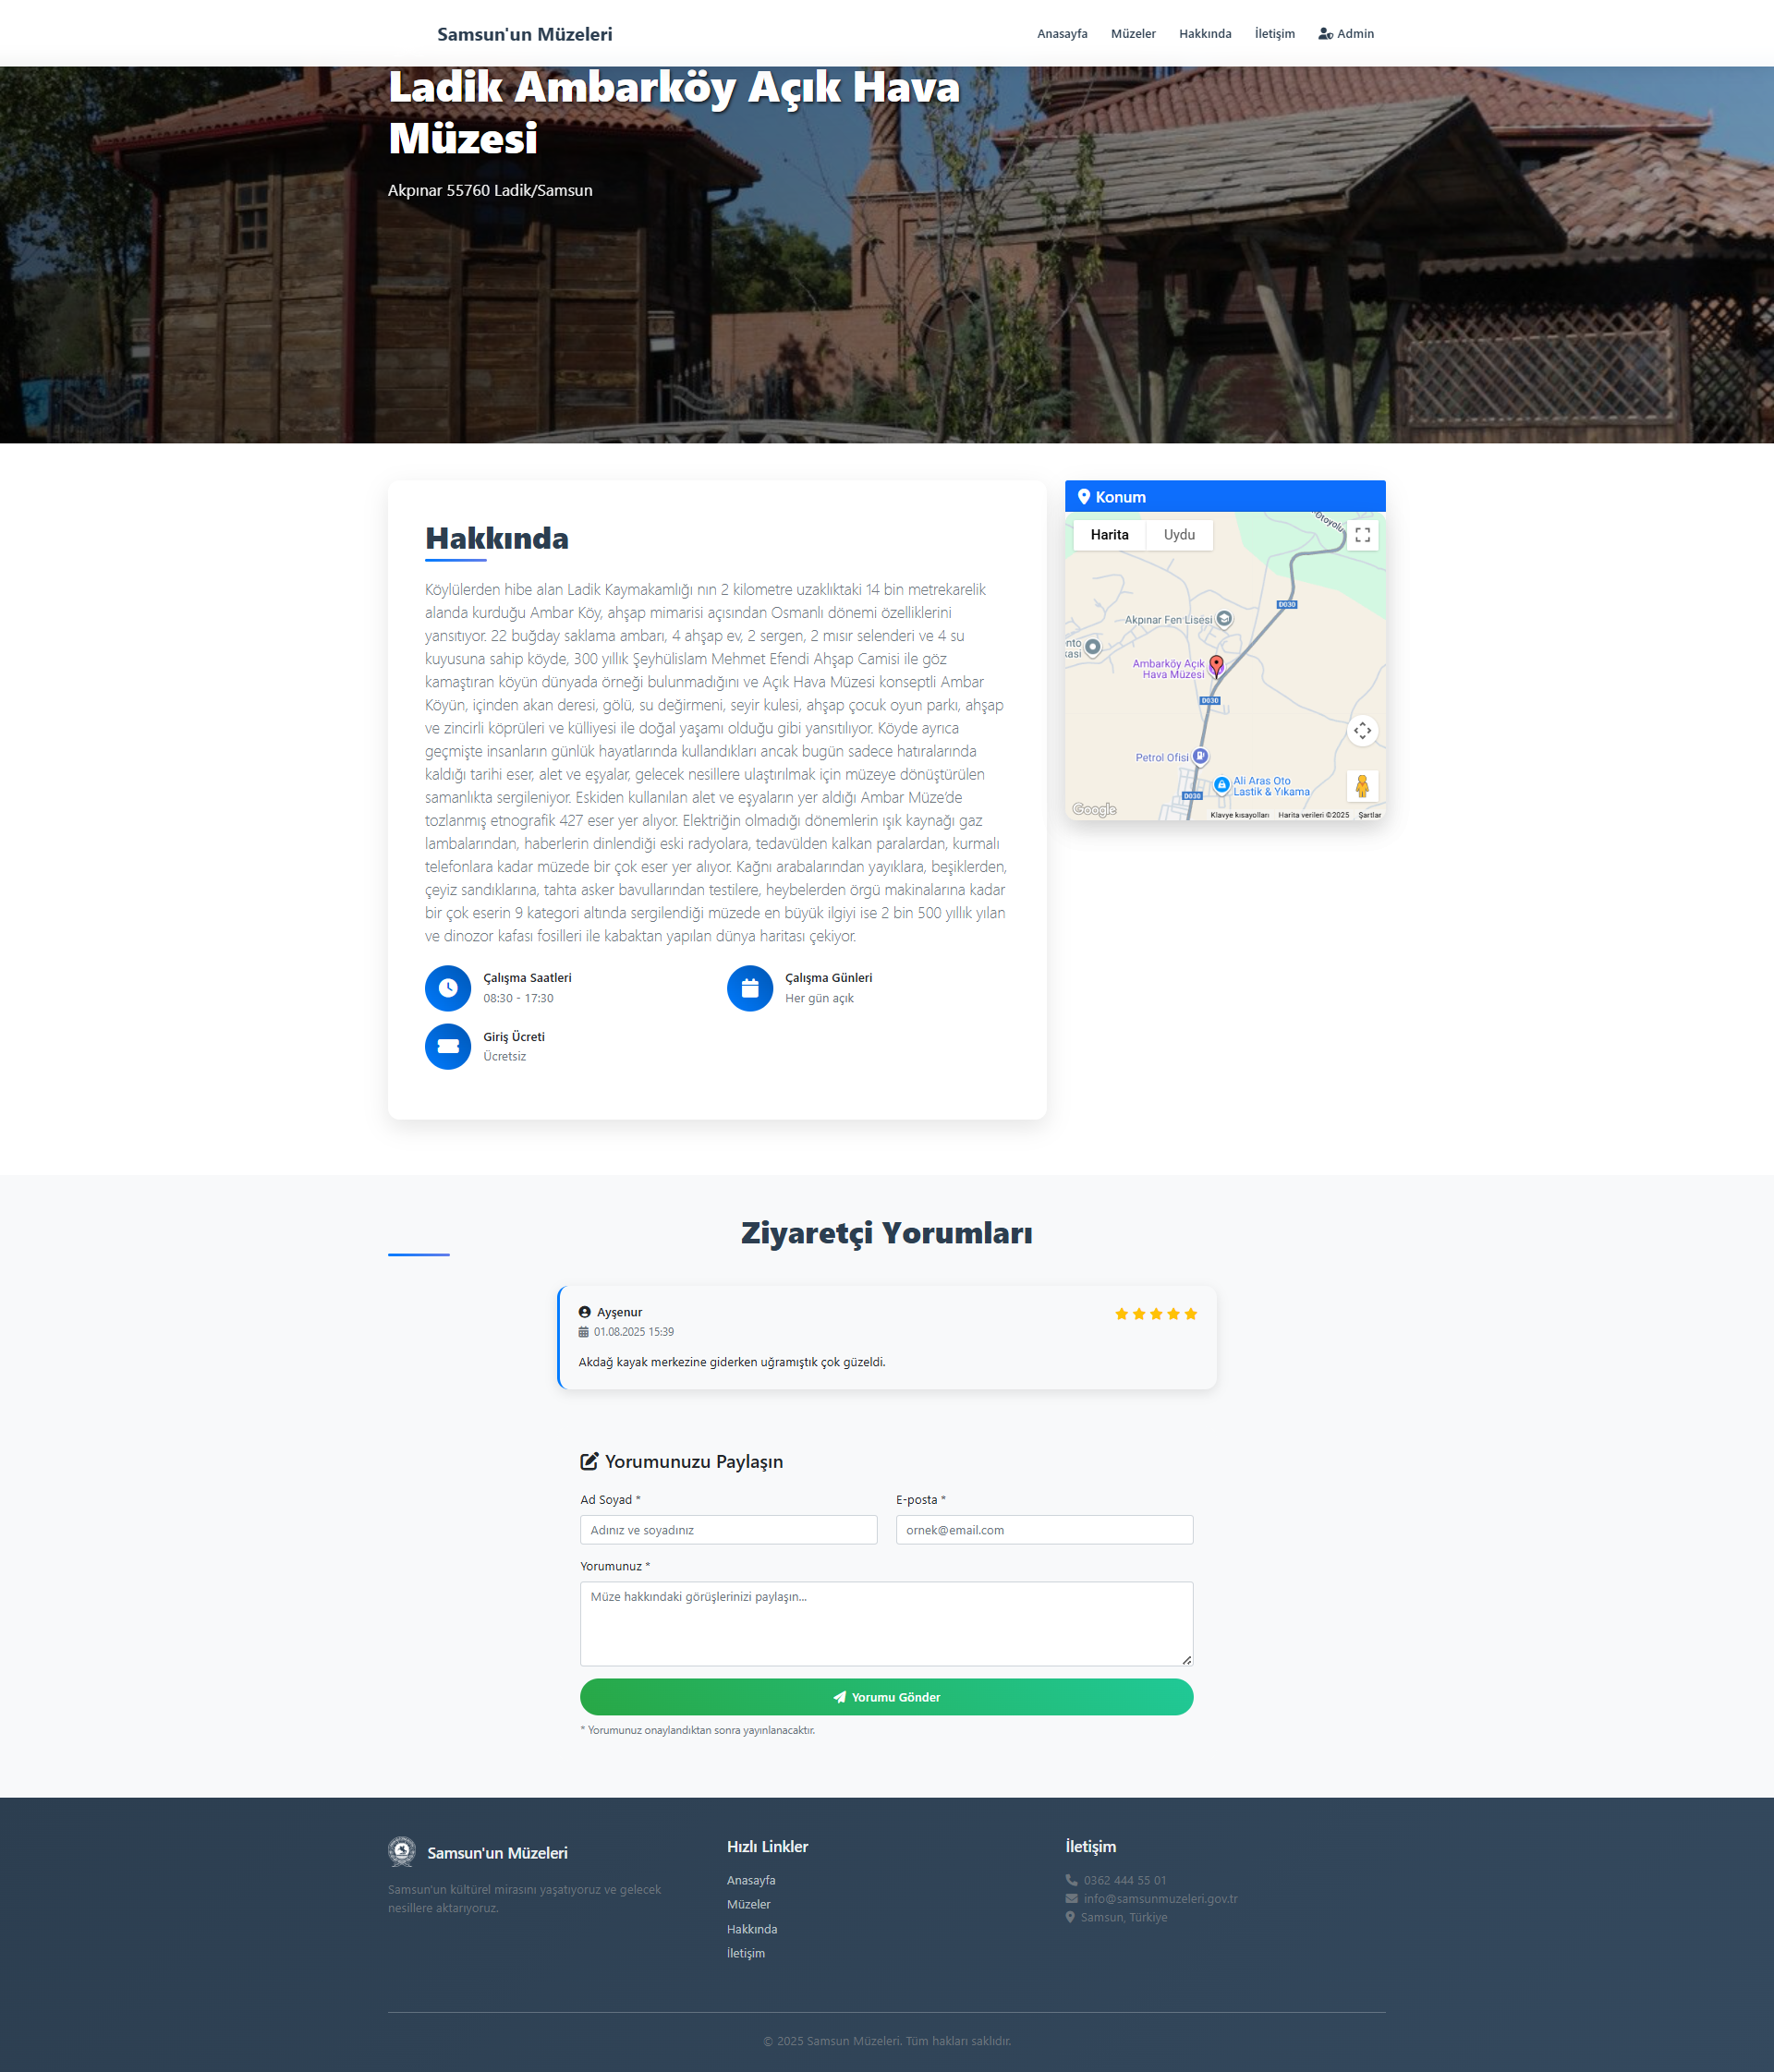 Samsun'un Müzeleri
Anasayfa Müzeler Hakkında İletişim Admin
Ladik Ambarköy Açık Hava
Müzesi
Akpınar 55760 Ladik/Samsun
Hakkında
Köylülerden hibe alan Ladik Kaymakamlığı nın 2 kilometre uzaklıktaki 14 bin metrekarelik
alanda kurduğu Ambar Köy, ahşap mimarisi açısından Osmanlı dönemi özelliklerini
yansıtıyor. 22 buğday saklama ambarı, 4 ahşap ev, 2 sergen, 2 mısır selenderi ve 4 su
kuyusuna sahip köyde, 300 yıllık Şeyhülislam Mehmet Efendi Ahşap Camisi ile göz
kamaştıran köyün dünyada örneği bulunmadığını ve Açık Hava Müzesi konseptli Ambar
Köyün, içinden akan deresi, gölü, su değirmeni, seyir kulesi, ahşap çocuk oyun parkı, ahşap
ve zincirli köprüleri ve külliyesi ile doğal yaşamı olduğu gibi yansıtılıyor. Köyde ayrıca
geçmişte insanların günlük hayatlarında kullandıkları ancak bugün sadece hatıralarında
kaldığı tarihi eser, alet ve eşyalar, gelecek nesillere ulaştırılmak için müzeye dönüştürülen
samanlıkta sergileniyor. Eskiden kullanılan alet ve eşyaların yer aldığı Ambar Müze'de
tozlanmış etnografik 427 eser yer alıyor. Elektriğin olmadığı dönemlerin ışık kaynağı gaz
lambalarından, haberlerin dinlendiği eski radyolara, tedavülden kalkan paralardan, kurmalı
telefonlara kadar müzede bir çok eser yer alıyor. Kağnı arabalarından yayıklara, beşiklerden,
çeyiz sandıklarına, tahta asker bavullarından testilere, heybelerden örgü makinalarına kadar
bir çok eserin 9 kategori altında sergilendiği müzede en büyük ilgiyi ise 2 bin 500 yıllık yılan
ve dinozor kafası fosilleri ile kabaktan yapılan dünya haritası çekiyor.
Çalışma Saatleri
08:30 - 17:30
Çalışma Günleri
Her gün açık
Giriş Ücreti
Ücretsiz
Konum
Harita Uydu
Otoyolu
D030
Akpınar Fen Lisesi
nto
kası
Ambarköy Açık
Hava Müzesi
D030
Petrol Ofisi
Ali Aras Oto
Lastik & Yıkama
D030
Google
Klavye kısayolları Harita verileri ©2025 Şartlar
Ziyaretçi Yorumları
Ayşenur
01.08.2025 15:39
Akdağ kayak merkezine giderken uğramıştık çok güzeldi.
Yorumunuzu Paylaşın
Ad Soyad * E-posta *
Adınız ve soyadınız ornek@email.com
Yorumunuz *
Müze hakkındaki görüşlerinizi paylaşın...
Yorumu Gönder
* Yorumunuz onaylandıktan sonra yayınlanacaktır.
Samsun'un Müzeleri
Samsun'un kültürel mirasını yaşatıyoruz ve gelecek
nesillere aktarıyoruz.
Hızlı Linkler
Anasayfa
Müzeler
Hakkında
İletişim
İletişim
0362 444 55 01
info@samsunmuzeleri.gov.tr
Samsun, Türkiye
© 2025 Samsun Müzeleri. Tüm hakları saklıdır.